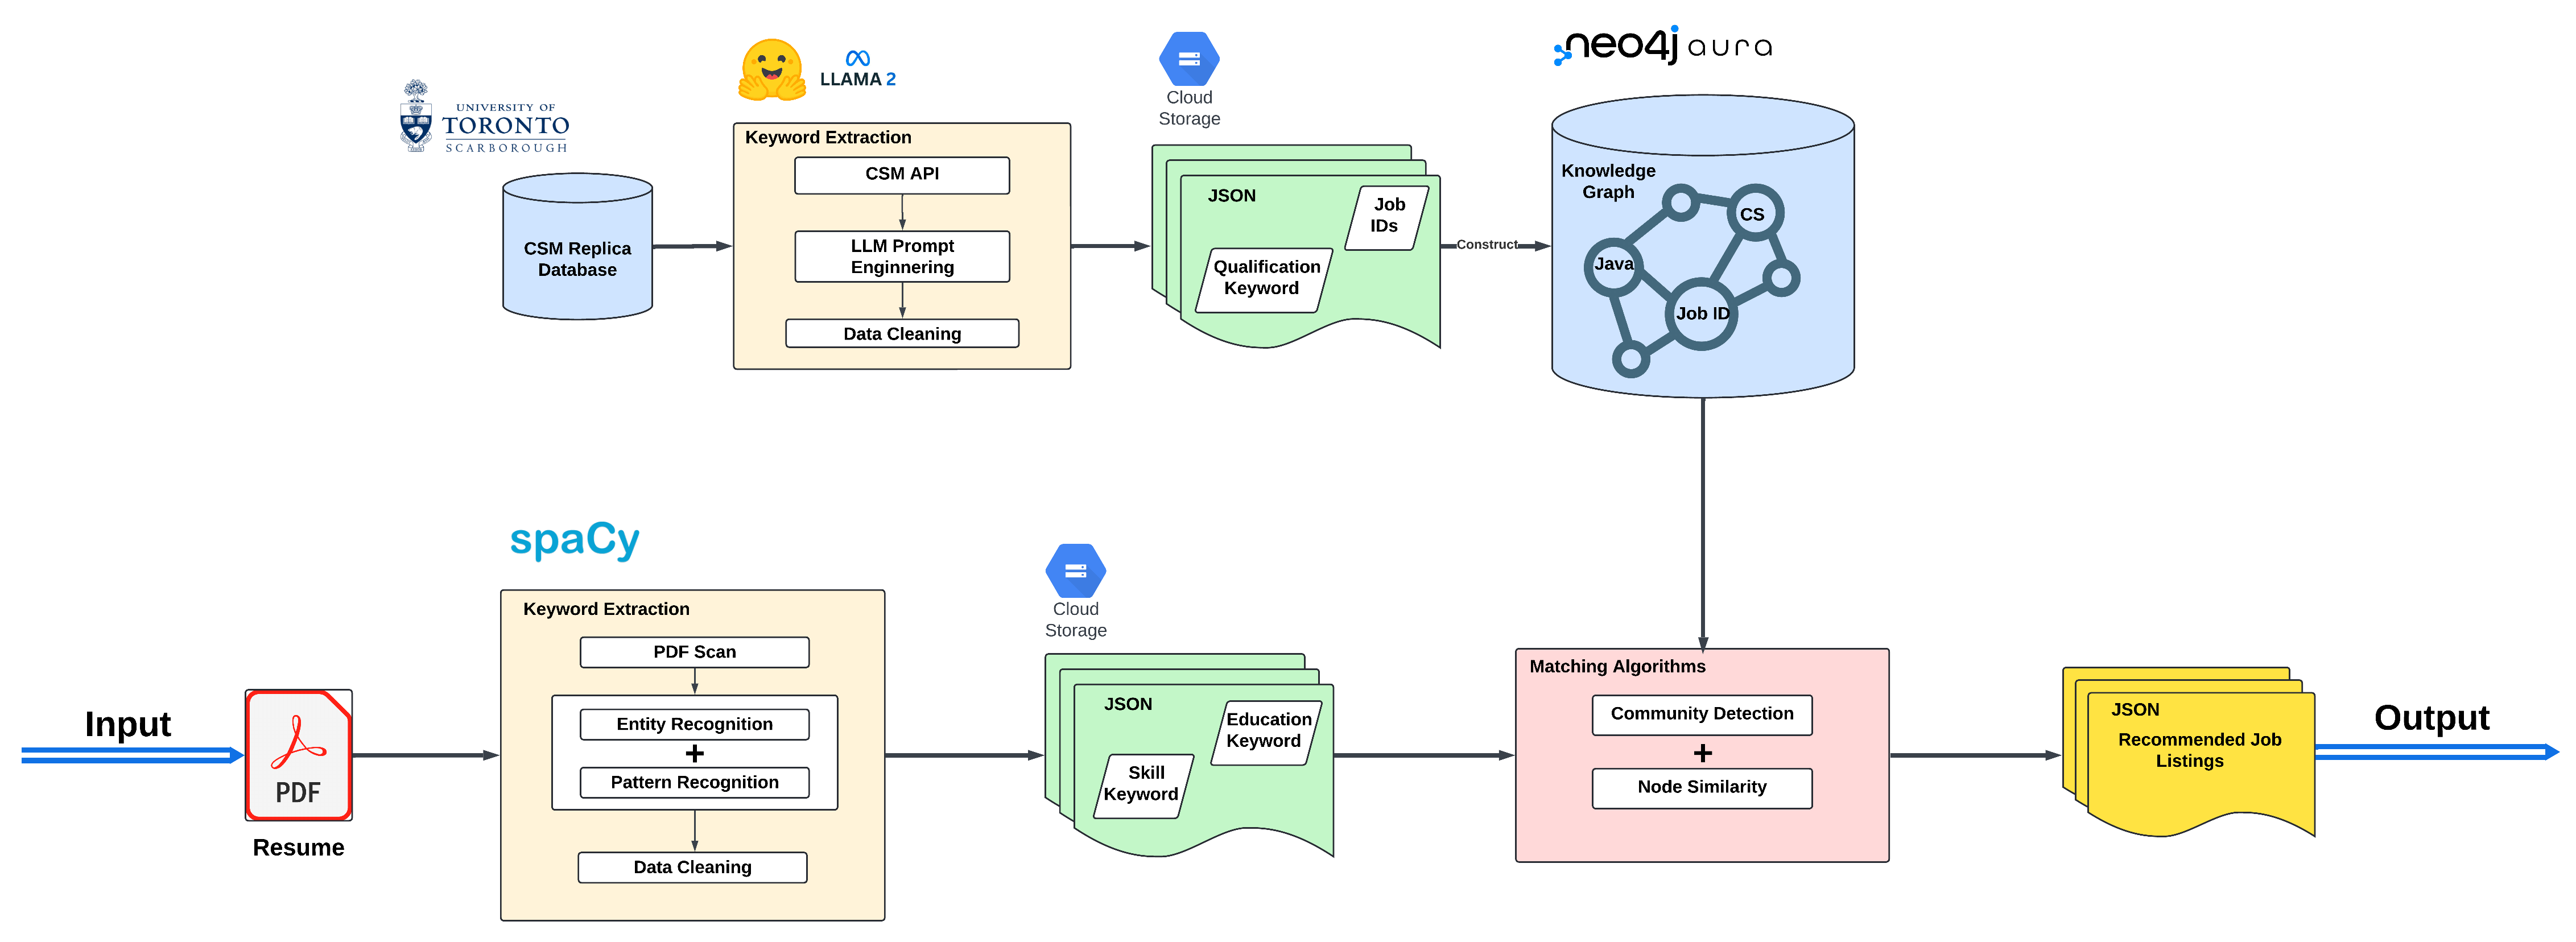 UNIVERSITY OF
TORONTO
SCARBOROUGH
CSM Replica
Database
LLAMA 2
Keyword Extraction
CSM API
LLM Prompt
Enginnering
Data Cleaning
Cloud
Storage
JSON
Job
IDs
Qualification
Keyword
Construct
neo4j aura
Knowledge
Graph
CS
Java
Job ID
Input
PDF
Resume
spaCy
Keyword Extraction
PDF Scan
Entity Recognition
+
Pattern Recognition
Data Cleaning
Cloud
Storage
JSON
Education
Keyword
Skill
Keyword
Matching Algorithms
Community Detection
+
Node Similarity
JSON
Recommended Job
Listings
Output